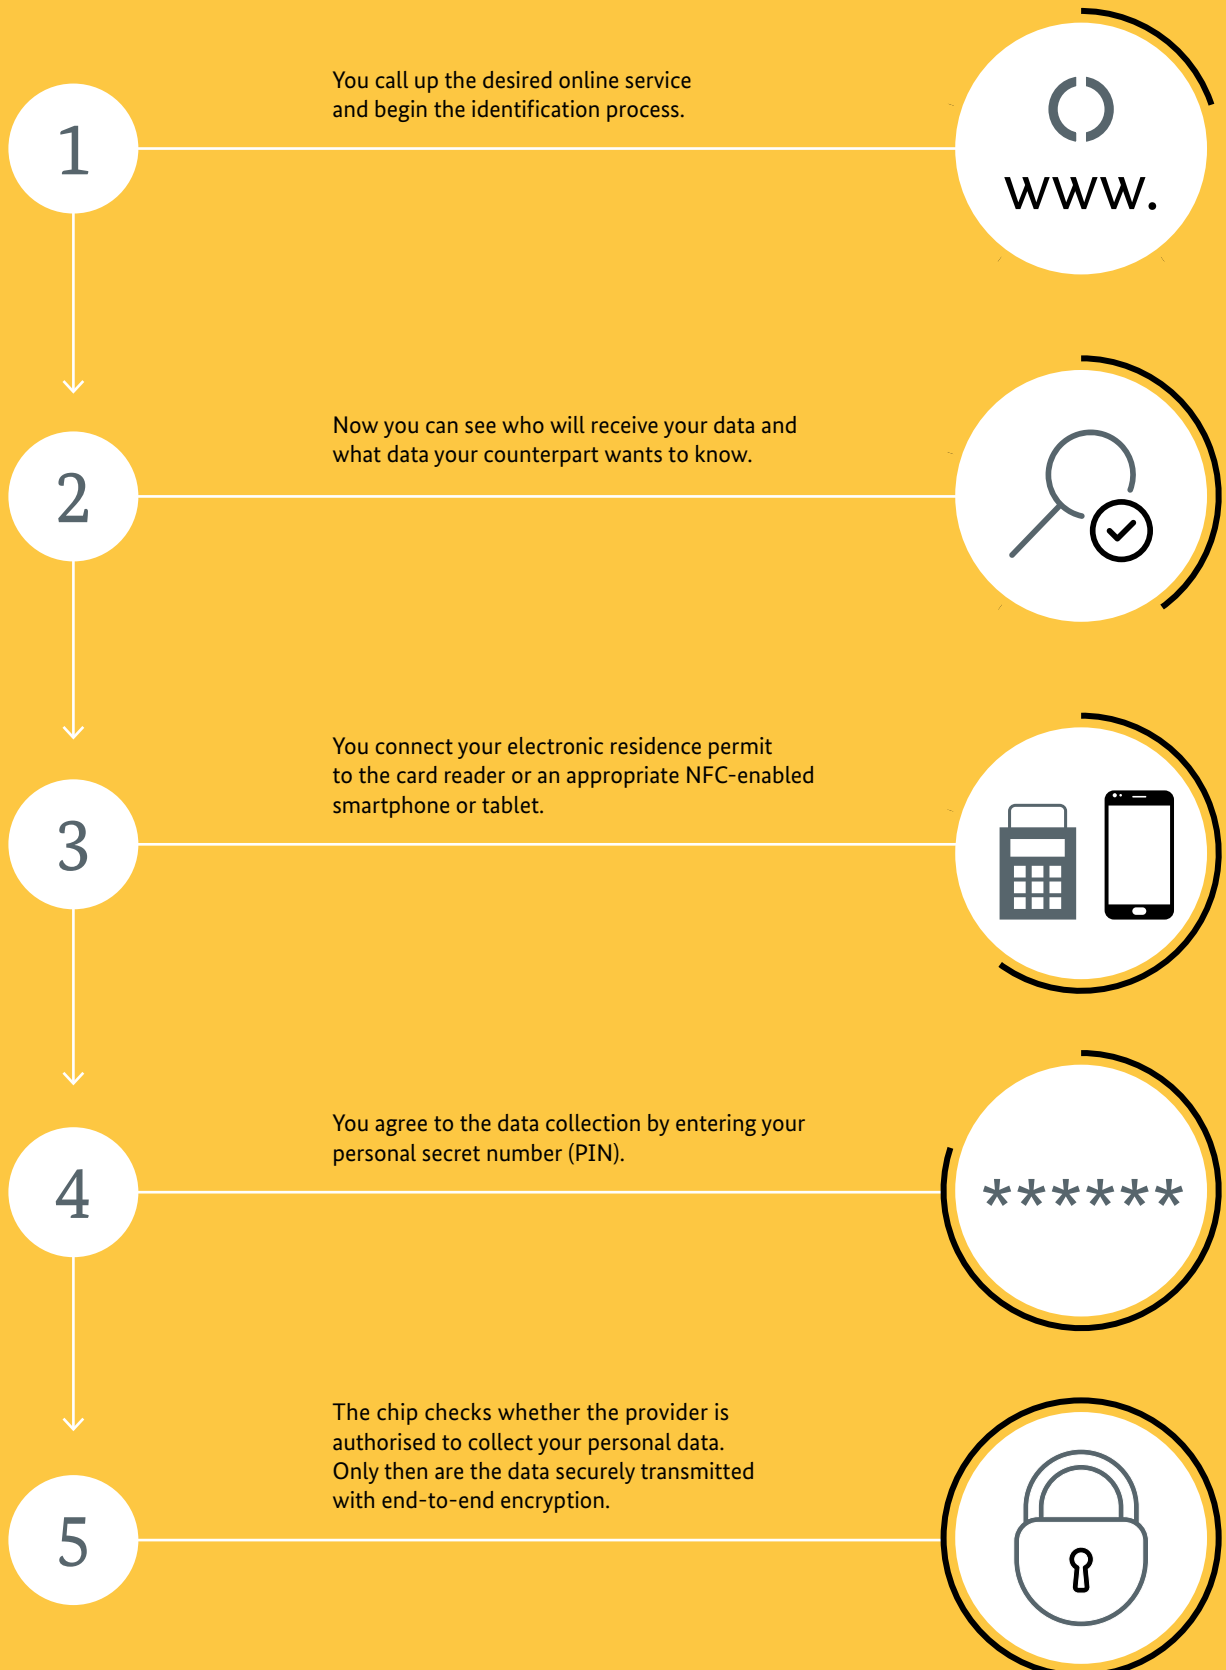 1
You call up the desired online service
and begin the identification process.
www.
2
Now you can see who will receive your data and
what data your counterpart wants to know.
3
You connect your electronic residence permit
to the card reader or an appropriate NFC-enabled
smartphone or tablet.
4
You agree to the data collection by entering your
personal secret number (PIN).
******
5
The chip checks whether the provider is
authorised to collect your personal data.
Only then are the data securely transmitted
with end-to-end encryption.